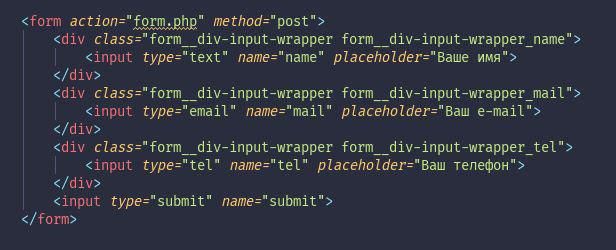 <form action="form.php" method="post">
<div class="form__div-input-wrapper form__div-input-wrapper_name">
<input type="text" name="name" placeholder="Ваше имя">
</div>
<div class="form__div-input-wrapper form__div-input-wrapper_mail">
<input type="email" name="mail" placeholder="Ваш e-mail">
</div>
<div class="form__div-input-wrapper form__div-input-wrapper_tel">
<input type="tel" name="tel" placeholder="Ваш телефон">
</div>
<input type="submit" name="submit">
</form>